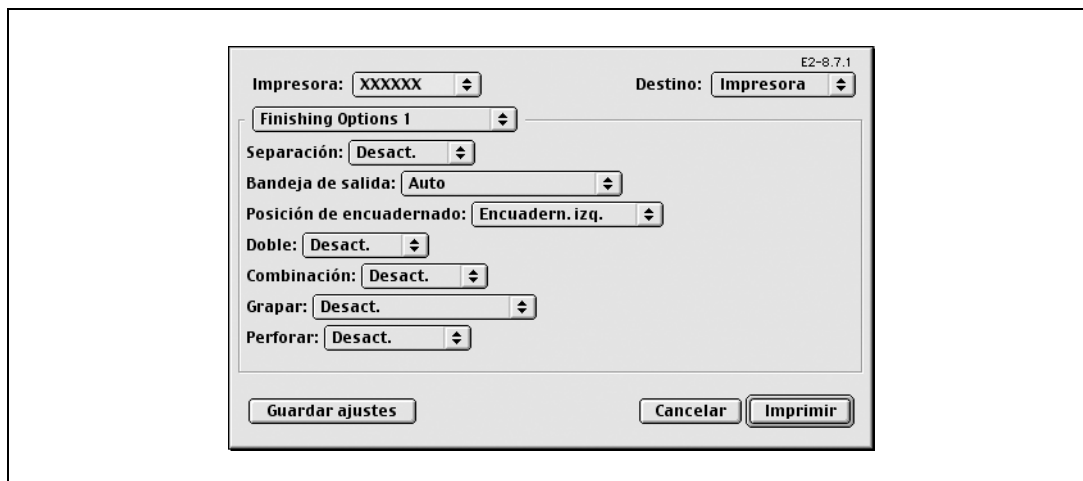 E2-8.7.1
Impresora: XXXXXX Destino: Impresora
Finishing Options 1
Separación: Desact.
Bandeja de salida: Auto
Posición de encuadernado: Encuadern. izq.
Doble: Desact.
Combinación: Desact.
Grapar: Desact.
Perforar: Desact.
Guardar ajustes Cancelar Imprimir